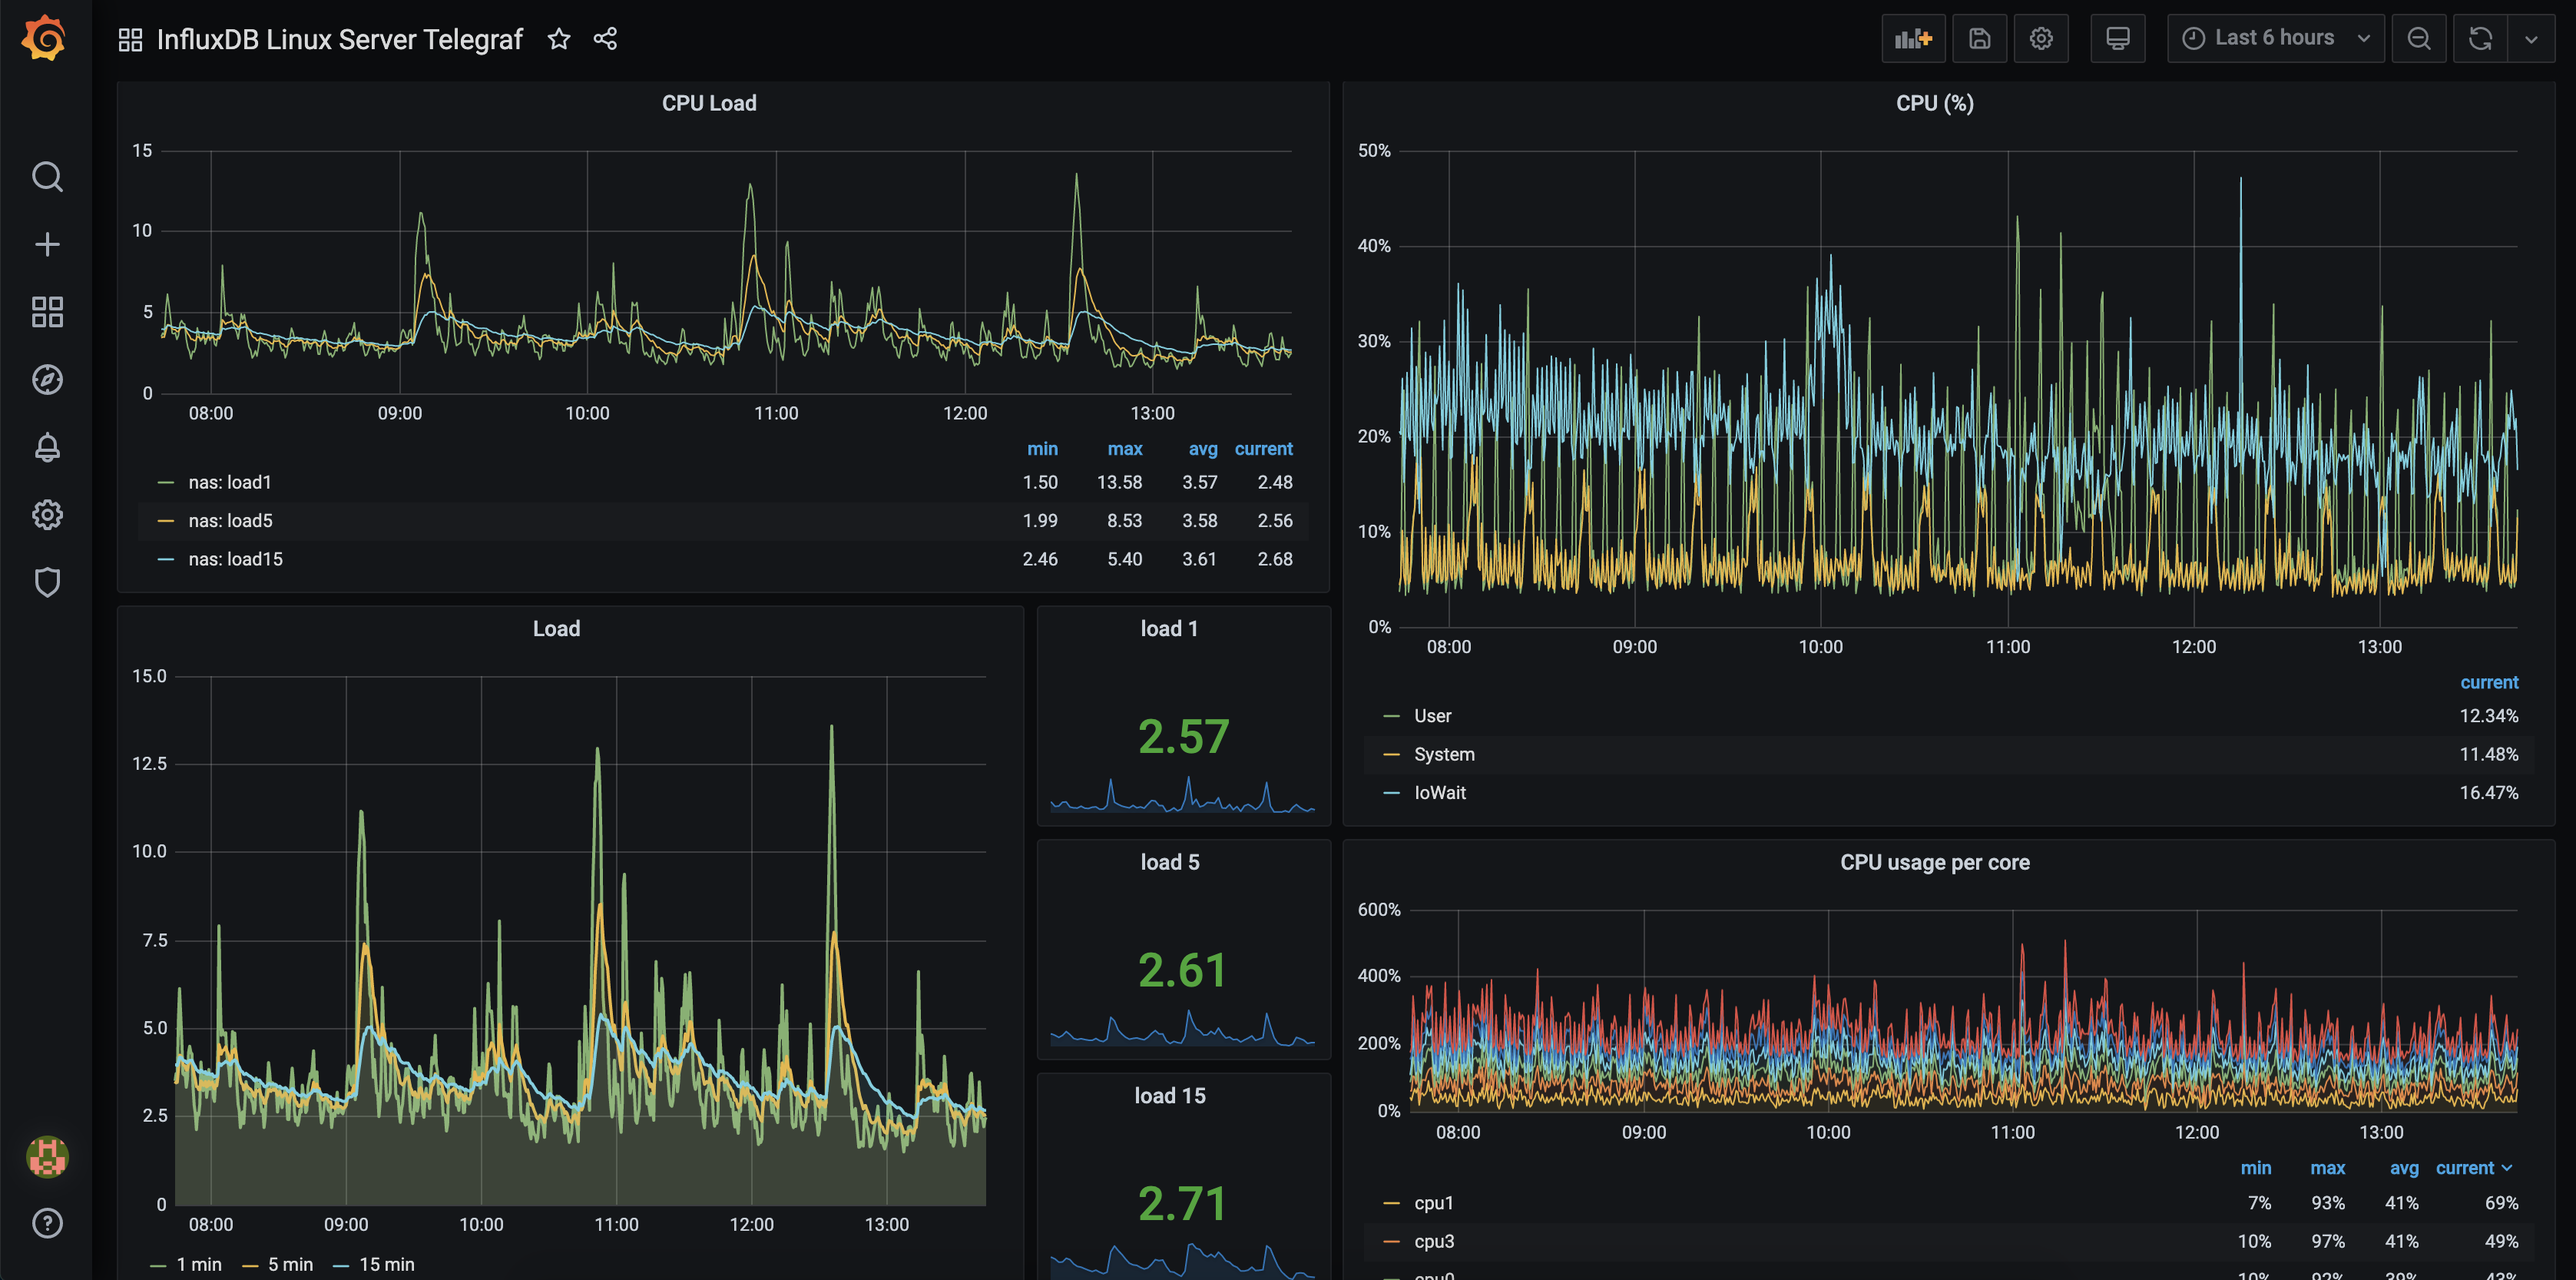 InfluxDB Linux Server Telegraf
Last 6 hours
CPU Load
15
10
5
0
08:00 09:00 10:00 11:00 12:00 13:00
min max avg current
nas: load1 1.50 13.58 3.57 2.48
nas: load5 1.99 8.53 3.58 2.56
nas: load15 2.46 5.40 3.61 2.68
CPU (%)
50%
40%
30%
20%
10%
0%
08:00 09:00 10:00 11:00 12:00 13:00
current
User 12.34%
System 11.48%
IoWait 16.47%
Load
15.0
12.5
10.0
7.5
5.0
2.5
0
08:00 09:00 10:00 11:00 12:00 13:00
1 min 5 min 15 min
load 1
2.57
load 5
2.61
load 15
2.71
CPU usage per core
600%
400%
200%
0%
08:00 09:00 10:00 11:00 12:00 13:00
min max avg current
cpu1 7% 93% 41% 69%
cpu3 10% 97% 41% 49%
cpu0 10% 92% 39% 43%